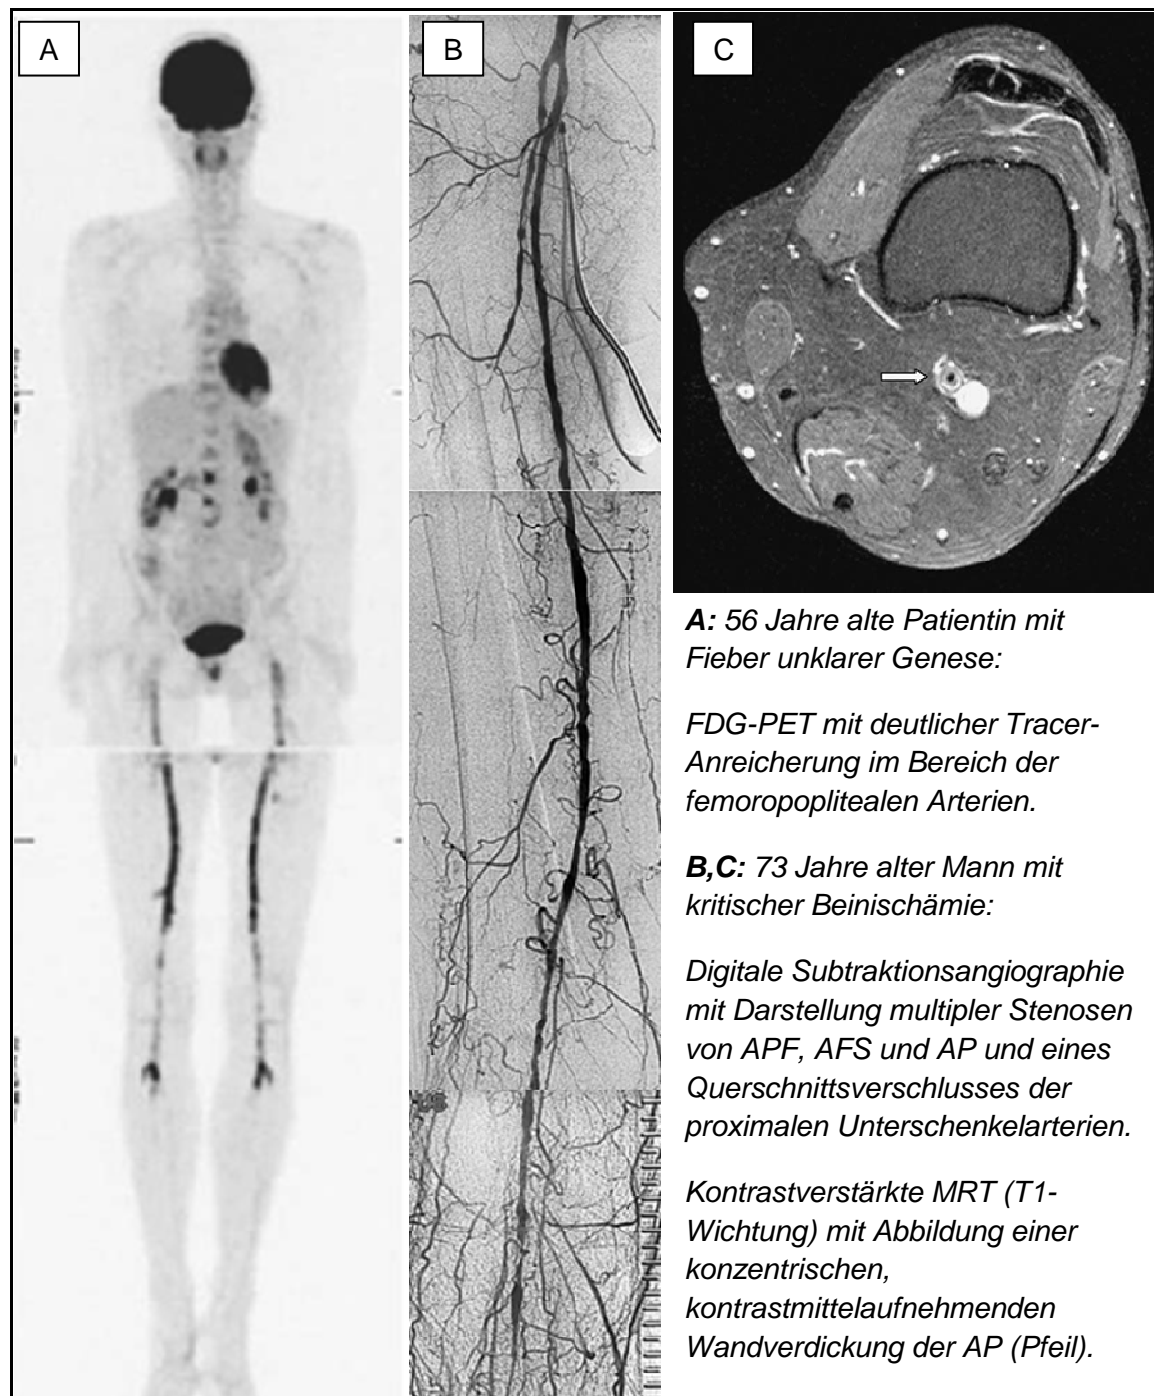 A
B
C
A: 56 Jahre alte Patientin mit
Fieber unklarer Genese:
FDG-PET mit deutlicher Tracer-
Anreicherung im Bereich der
femoropoplitealen Arterien.
B,C: 73 Jahre alter Mann mit
kritischer Beinischämie:
Digitale Subtraktionsangiographie
mit Darstellung multipler Stenosen
von APF, AFS und AP und eines
Querschnittsverschlusses der
proximalen Unterschenkelarterien.
Kontrastverstärkte MRT (T1-
Wichtung) mit Abbildung einer
konzentrischen,
kontrastmittelaufnehmenden
Wandverdickung der AP (Pfeil).